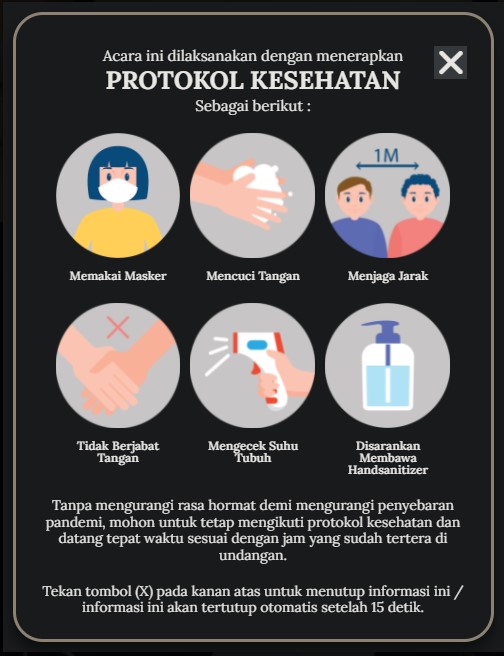 Acara ini dilaksanakan dengan menerapkan
PROTOKOL KESEHATAN
Sebagai berikut :
1M
Memakai Masker
Mencuci Tangan
Menjaga Jarak
Tidak Berjabat
Tangan
Mengecek Suhu
Tubuh
Disarankan
Membawa
Handsanitizer
Tanpa mengurangi rasa hormat demi mengurangi penyebaran
pandemi, mohon untuk tetap mengikuti protokol kesehatan dan
datang tepat waktu sesuai dengan jam yang sudah tertera di
undangan.
Tekan tombol (X) pada kanan atas untuk menutup informasi ini /
informasi ini akan tertutup otomatis setelah 15 detik.